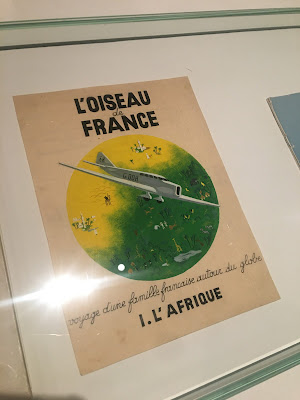 L'OISEAU
de
FRANCE
voyage d'une famille française autour du globe
I. L'AFRIQUE